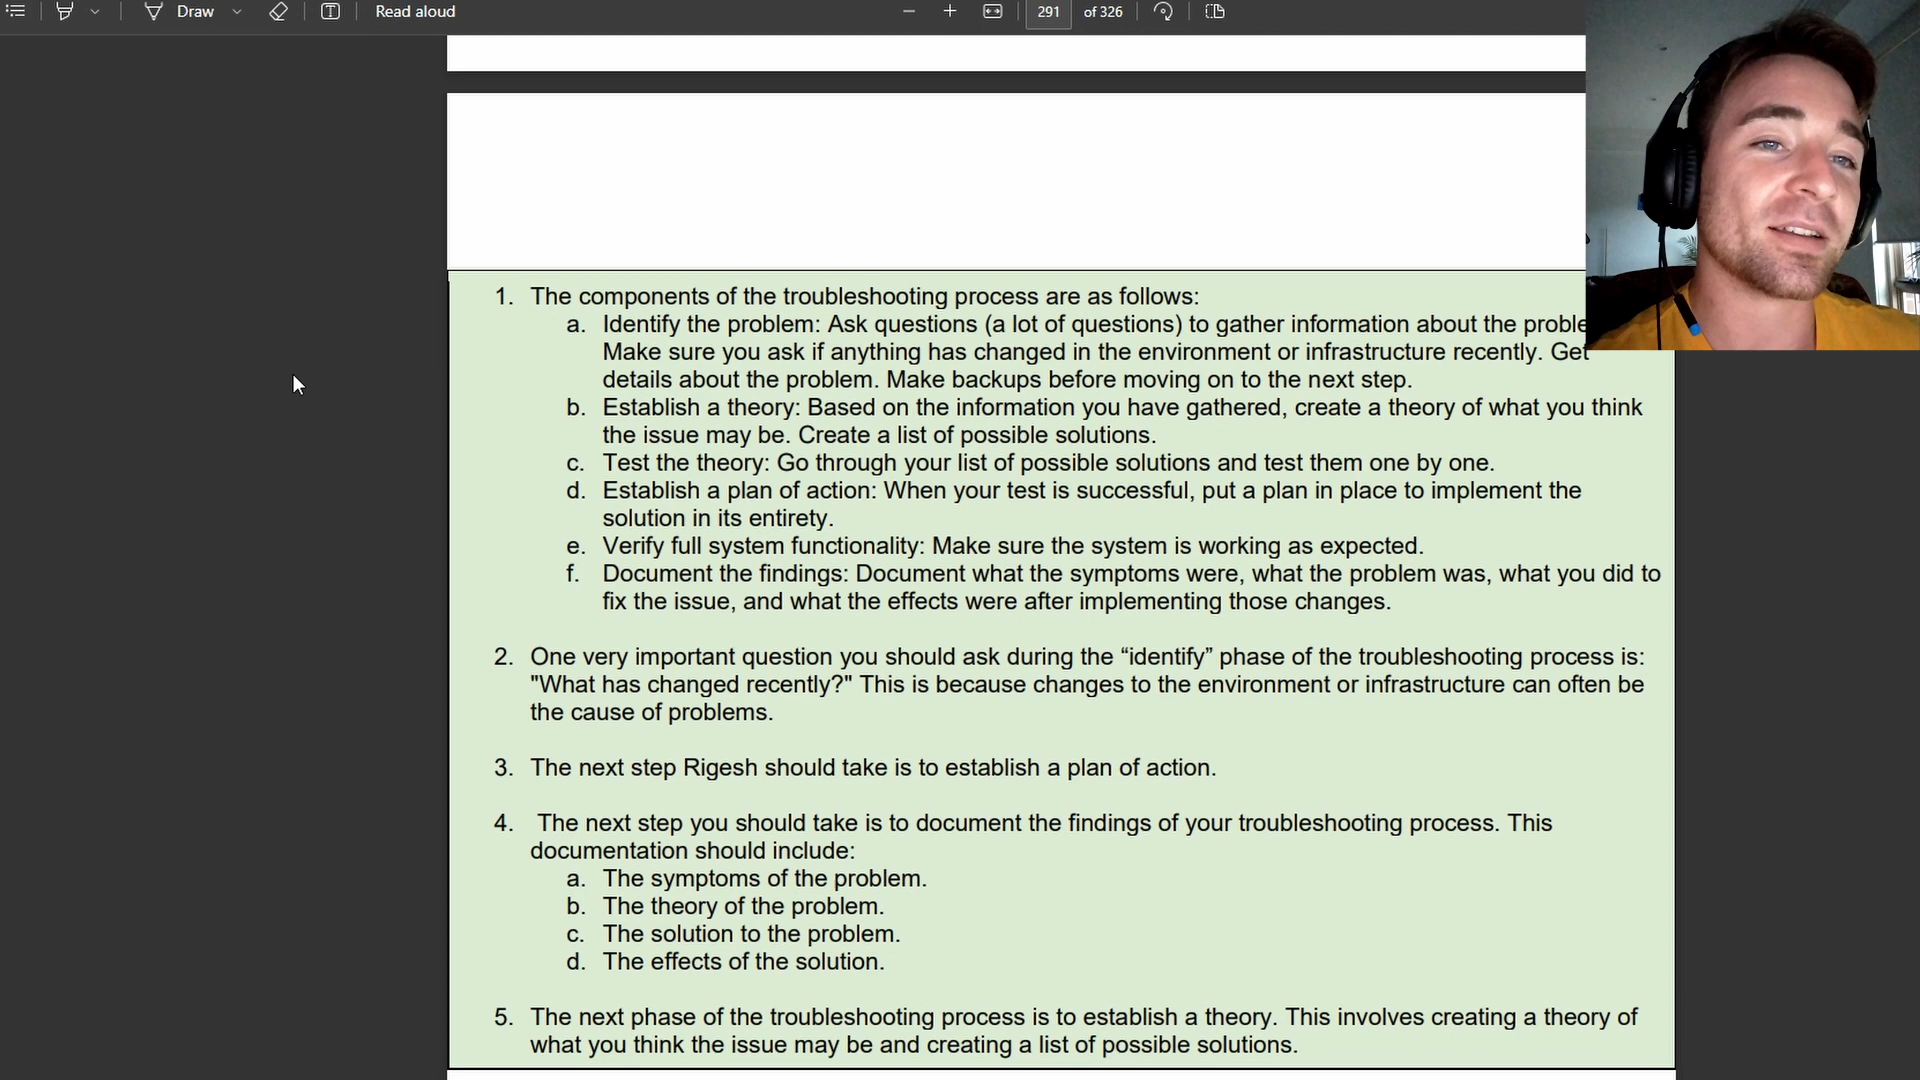 Draw
Read aloud
291 of 326
1. The components of the troubleshooting process are as follows:
a. Identify the problem: Ask questions (a lot of questions) to gather information about the proble
Make sure you ask if anything has changed in the environment or infrastructure recently. Get
details about the problem. Make backups before moving on to the next step.
b. Establish a theory: Based on the information you have gathered, create a theory of what you think
the issue may be. Create a list of possible solutions.
c. Test the theory: Go through your list of possible solutions and test them one by one.
d. Establish a plan of action: When your test is successful, put a plan in place to implement the
solution in its entirety.
e. Verify full system functionality: Make sure the system is working as expected.
f. Document the findings: Document what the symptoms were, what the problem was, what you did to
fix the issue, and what the effects were after implementing those changes.
2. One very important question you should ask during the “identify” phase of the troubleshooting process is:
"What has changed recently?" This is because changes to the environment or infrastructure can often be
the cause of problems.
3. The next step Rigesh should take is to establish a plan of action.
4. The next step you should take is to document the findings of your troubleshooting process. This
documentation should include:
a. The symptoms of the problem.
b. The theory of the problem.
c. The solution to the problem.
d. The effects of the solution.
5. The next phase of the troubleshooting process is to establish a theory. This involves creating a theory of
what you think the issue may be and creating a list of possible solutions.